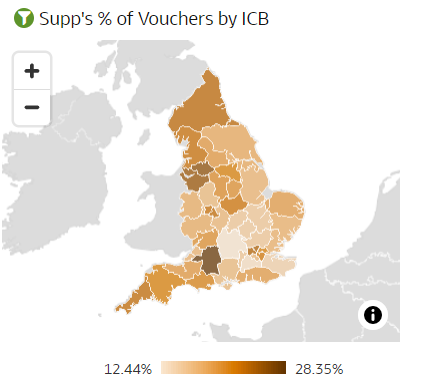 Supp's % of Vouchers by ICB
+
−
i
12.44%
28.35%